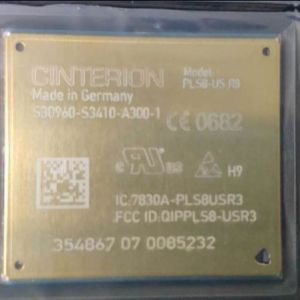 CINTERION
Model:
PLS8-US R3
Made in Germany
S30960-S3410-A300-1
CE 0682
H9
IC:7830A-PLS8USR3
FCC ID:QIPPLS8-USR3
354867 07 0085232